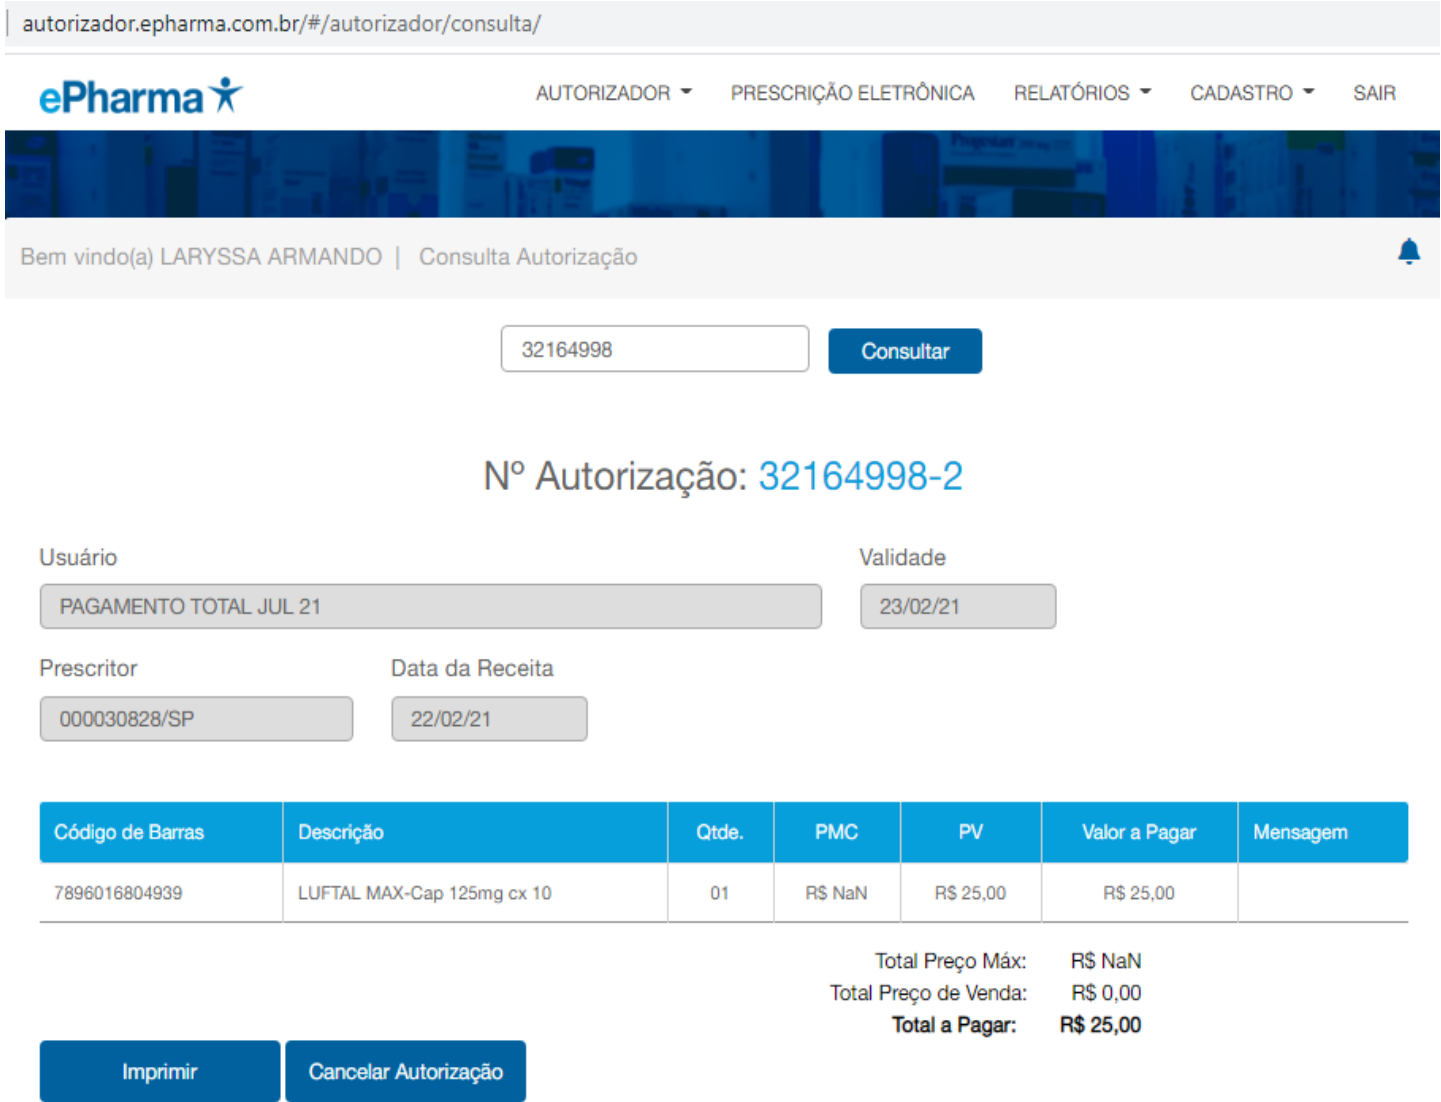 autorizador.epharma.com.br/#/autorizador/consulta/
ePharma AUTORIZADOR PRESCRIÇÃO ELETRÔNICA RELATÓRIOS CADASTRO SAIR
Bem vindo(a) LARYSSA ARMANDO | Consulta Autorização
32164998 Consultar
Nº Autorização: 32164998-2
Usuário Validade
PAGAMENTO TOTAL JUL 21 23/02/21
Prescritor Data da Receita
000030828/SP 22/02/21
Código de Barras Descrição Qtde. PMC PV Valor a Pagar Mensagem
7896016804939 LUFTAL MAX-Cap 125mg cx 10 01 R$ NaN R$ 25,00 R$ 25,00
Total Preço Máx: R$ NaN
Total Preço de Venda: R$ 0,00
Total a Pagar: R$ 25,00
Imprimir Cancelar Autorização